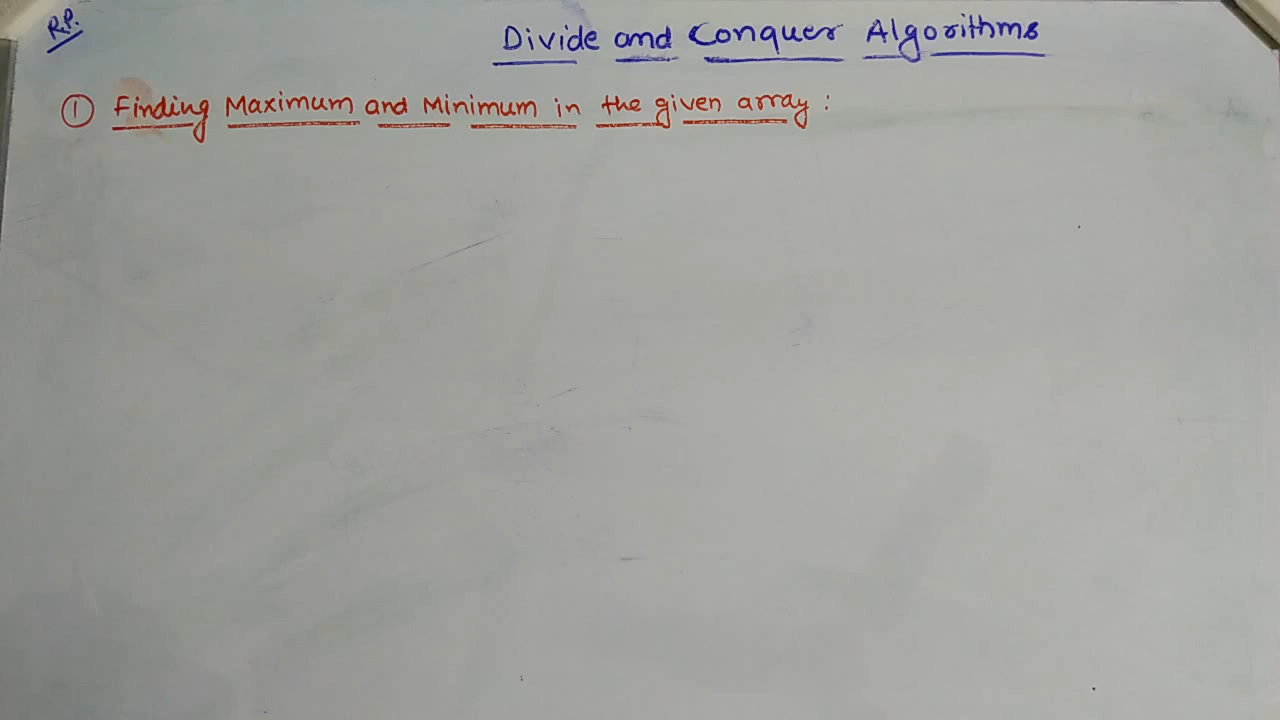 R.P.
Divide and Conquer Algorithms
① Finding Maximum and Minimum in the given array :